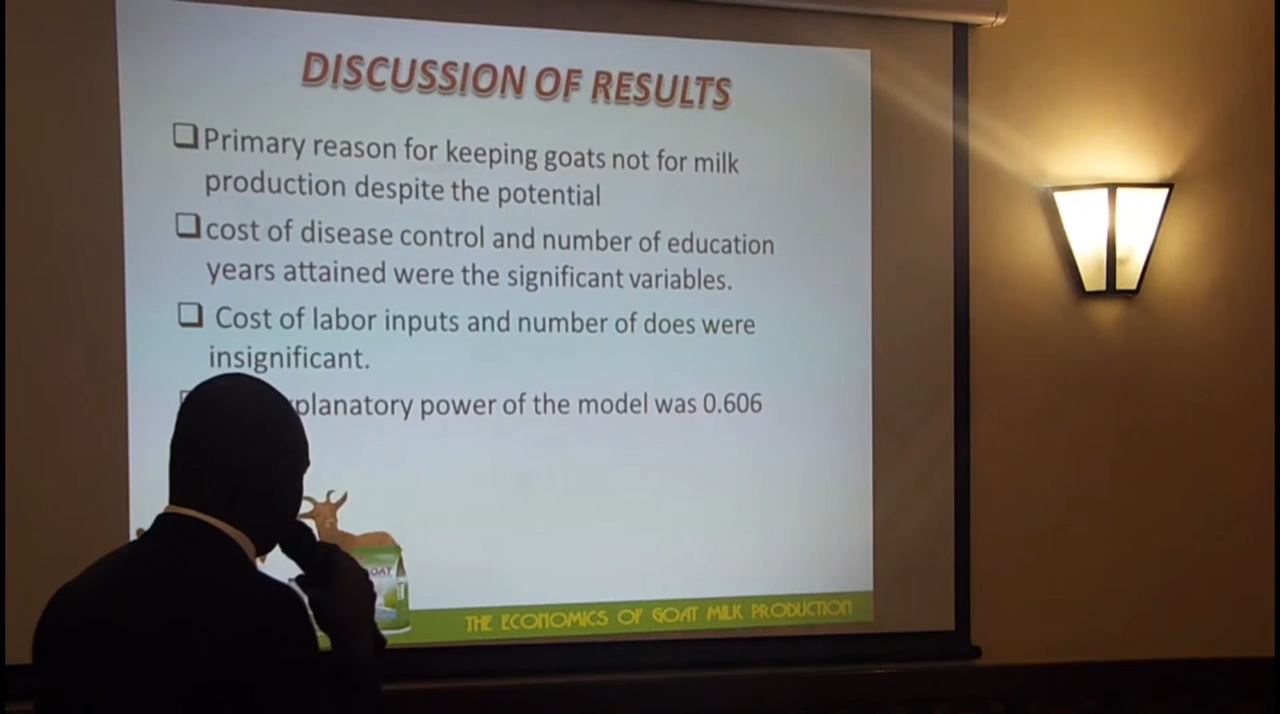 DISCUSSION OF RESULTS
Primary reason for keeping goats not for milk
production despite the potential
cost of disease control and number of education
years attained were the significant variables.
Cost of labor inputs and number of does were
insignificant.
planatory power of the model was 0.606
OAT
THE ECONOMICS OF GOAT MILK PRODUCTION